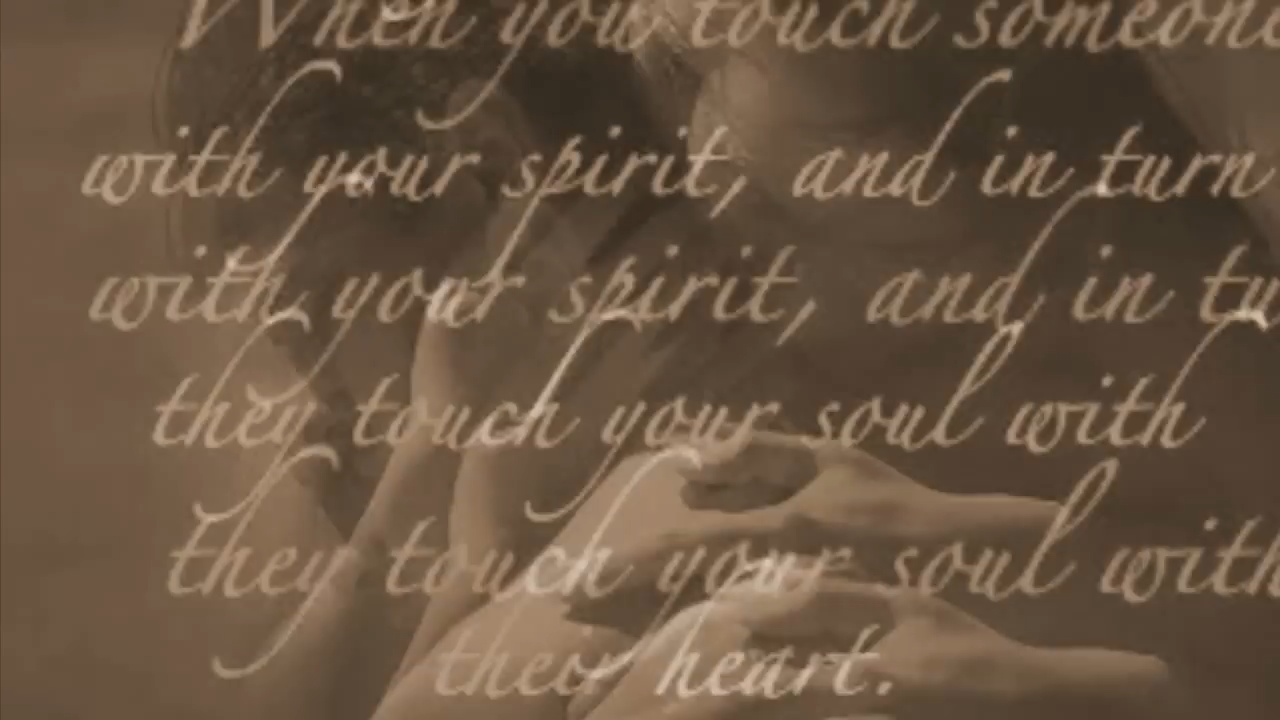 When you touch someone
with your spirit, and in turn
with your spirit, and in tu
they touch your soul with
they touch your soul with
their heart.